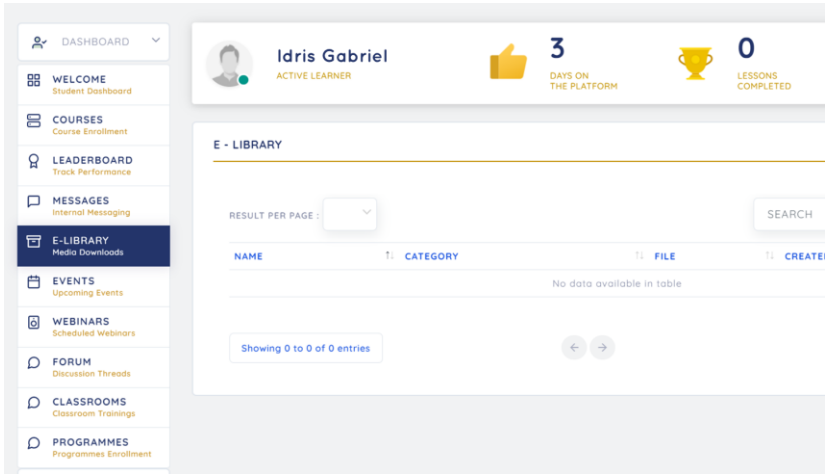 DASHBOARD
WELCOME
Student Dashboard
COURSES
Course Enrollment
LEADERBOARD
Track Performance
MESSAGES
Internal Messaging
E-LIBRARY
Media Downloads
EVENTS
Upcoming Events
WEBINARS
Scheduled Webinars
FORUM
Discussion Threads
CLASSROOMS
Classroom Trainings
PROGRAMMES
Programmes Enrollment
Idris Gabriel
ACTIVE LEARNER
3
DAYS ON
THE PLATFORM
0
LESSONS
COMPLETED
E - LIBRARY
RESULT PER PAGE :
SEARCH
NAME CATEGORY FILE CREATE
No data available in table
Showing 0 to 0 of 0 entries